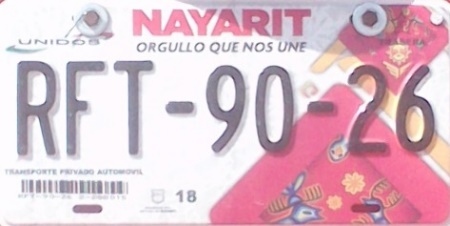 NAYARIT
UNIDOS
ORGULLO QUE NOS UNE
RFT-90-26
TRANSPORTE PRIVADO AUTOMOVIL
18